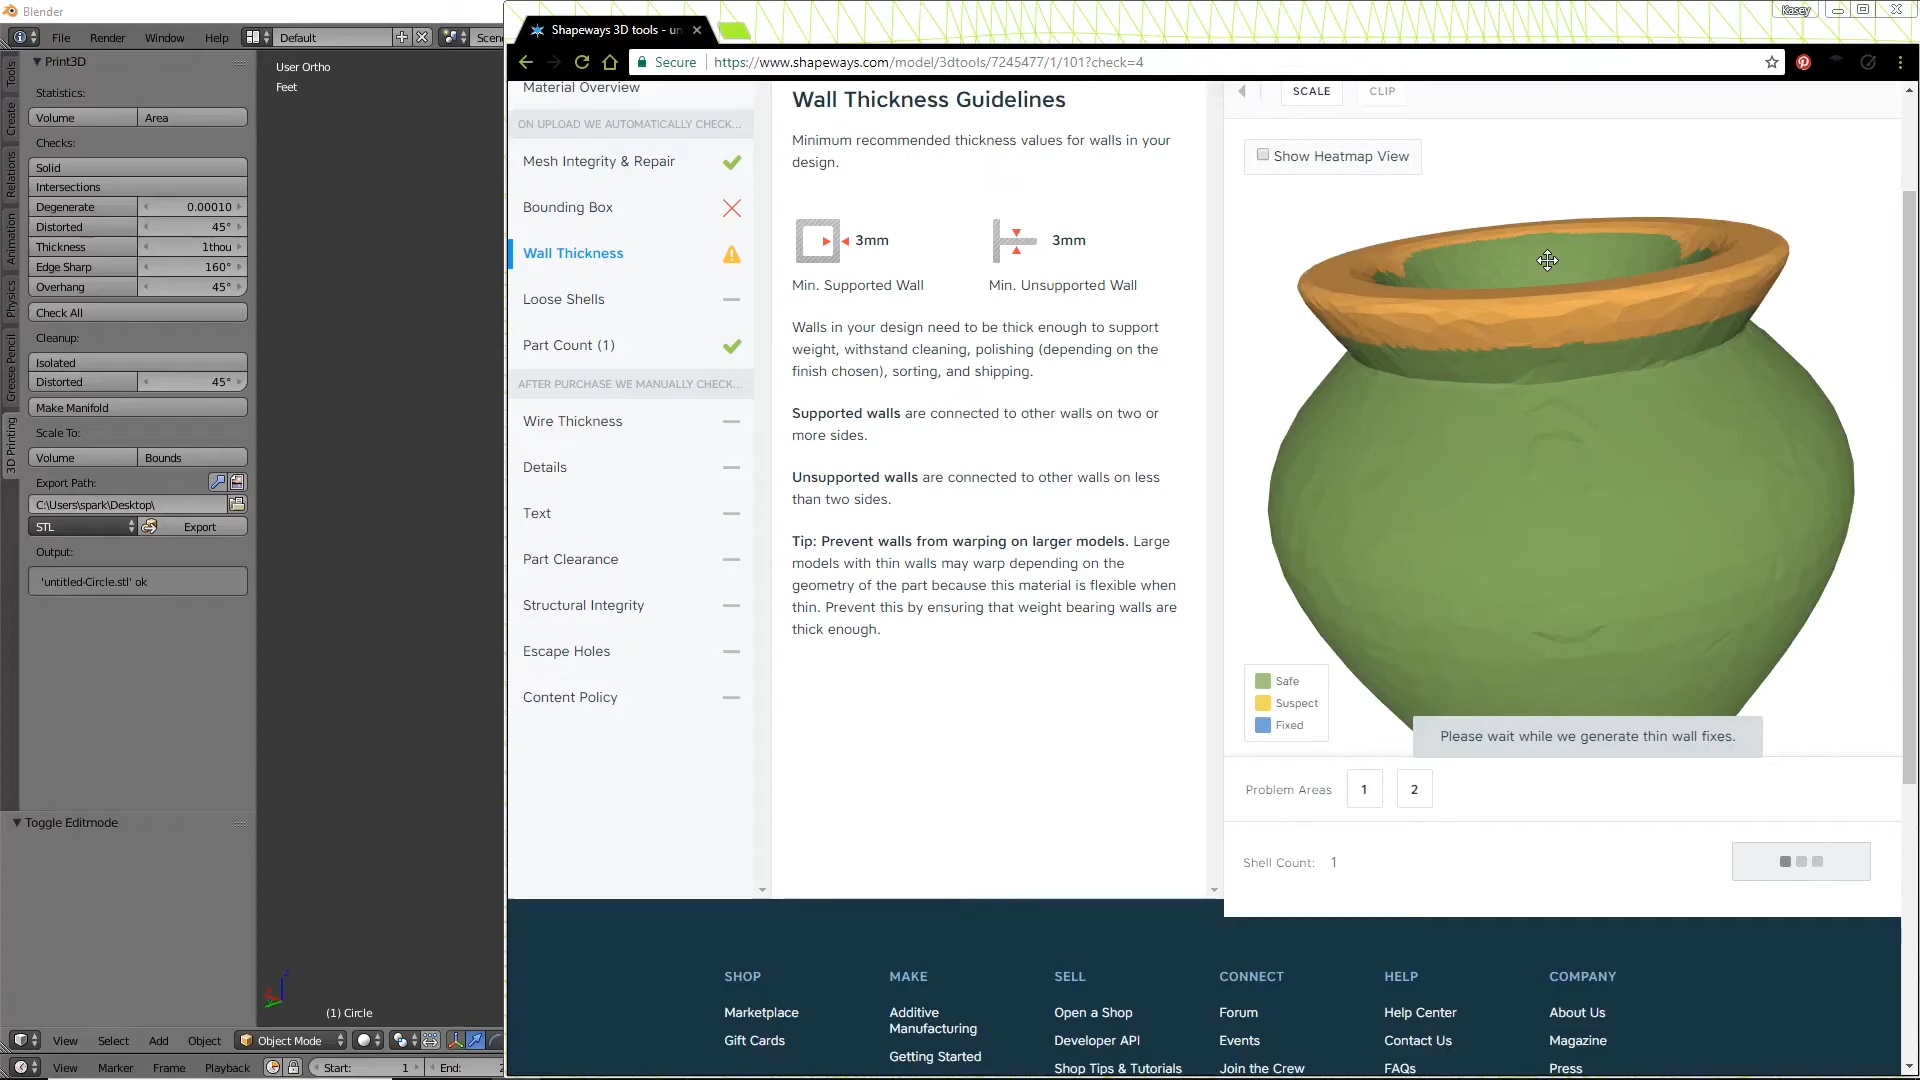 Blender
File
Render
Window
Help
Default
Scen
Tools
Create
Relations
Animation
Physics
Grease Pencil
3D Printing
Print3D
Statistics:
Volume
Area
Checks:
Solid
Intersections
Degenerate
0.00010
Distorted
45°
Thickness
1thou
Edge Sharp
160°
Overhang
45°
Check All
Cleanup:
Isolated
Distorted
45°
Make Manifold
Scale To:
Volume
Bounds
Export Path:
C:\Users\spark\Desktop\
STL
Export
Output:
'untitled-Circle.stl' ok
Toggle Editmode
User Ortho
Feet
(1) Circle
View
Select
Add
Object
Object Mode
View
Marker
Frame
Playback
Start:
1
End:
2
Kasey
Shapeways 3D tools - un
Secure
https://www.shapeways.com/model/3dtools/7245477/1/101?check=4
Material Overview
ON UPLOAD WE AUTOMATICALLY CHECK...
Mesh Integrity & Repair
Bounding Box
Wall Thickness
Loose Shells
Part Count (1)
AFTER PURCHASE WE MANUALLY CHECK...
Wire Thickness
Details
Text
Part Clearance
Structural Integrity
Escape Holes
Content Policy
Wall Thickness Guidelines
Minimum recommended thickness values for walls in your
design.
3mm
Min. Supported Wall
3mm
Min. Unsupported Wall
Walls in your design need to be thick enough to support
weight, withstand cleaning, polishing (depending on the
finish chosen), sorting, and shipping.
Supported walls are connected to other walls on two or
more sides.
Unsupported walls are connected to other walls on less
than two sides.
Tip: Prevent walls from warping on larger models. Large
models with thin walls may warp depending on the
geometry of the part because this material is flexible when
thin. Prevent this by ensuring that weight bearing walls are
thick enough.
SCALE
CLIP
Show Heatmap View
Safe
Suspect
Fixed
Please wait while we generate thin wall fixes.
Problem Areas
1
2
Shell Count: 1
SHOP
Marketplace
Gift Cards
MAKE
Additive
Manufacturing
Getting Started
SELL
Open a Shop
Developer API
Shop Tips & Tutorials
CONNECT
Forum
Events
Join the Crew
HELP
Help Center
Contact Us
FAQs
COMPANY
About Us
Magazine
Press